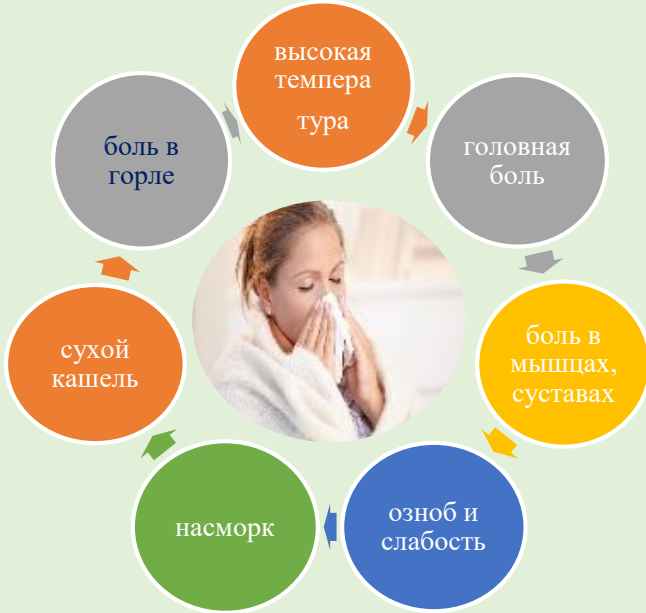 высокая
темпера
тура
головная
боль
боль в
мышцах,
суставах
озноб и
слабость
насморк
сухой
кашель
боль в
горле